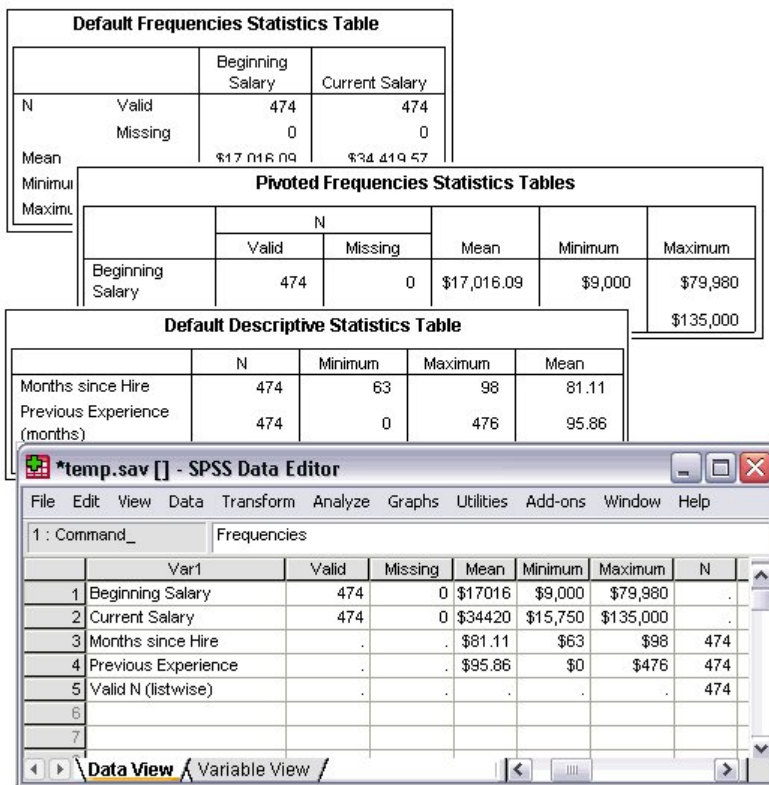 Default Frequencies Statistics Table
Beginning
Salary Current Salary
N Valid 474 474
Missing 0 0
Mean $17,016.09 $34,419.57
Pivoted Frequencies Statistics Tables
N
Valid Missing Mean Minimum Maximum
Beginning
Salary 474 0 $17,016.09 $9,000 $79,980
$135,000
Default Descriptive Statistics Table
N Minimum Maximum Mean
Months since Hire 474 63 98 81.11
Previous Experience
(months) 474 0 476 95.86
*temp.sav [] - SPSS Data Editor
File Edit View Data Transform Analyze Graphs Utilities Add-ons Window Help
1 : Command_ Frequencies
Var1 Valid Missing Mean Minimum Maximum N
1 Beginning Salary 474 0 $17016 $9,000 $79,980 .
2 Current Salary 474 0 $34420 $15,750 $135,000 .
3 Months since Hire . . $81.11 $63 $98 474
4 Previous Experience . . $95.86 $0 $476 474
5 Valid N (listwise) . . . . . 474
6
7
Data View Variable View